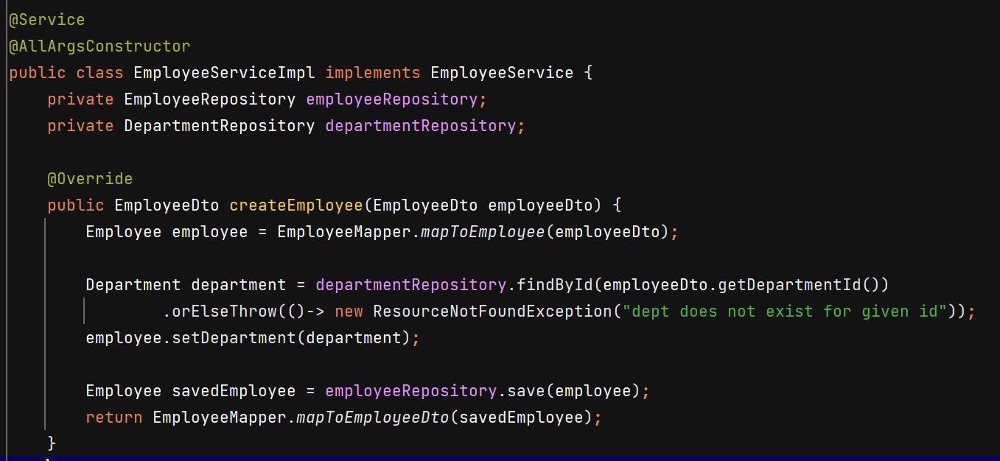 @Service
@AllArgsConstructor
public class EmployeeServiceImpl implements EmployeeService {
    private EmployeeRepository employeeRepository;
    private DepartmentRepository departmentRepository;

    @Override
    public EmployeeDto createEmployee(EmployeeDto employeeDto) {
        Employee employee = EmployeeMapper.mapToEmployee(employeeDto);

        Department department = departmentRepository.findById(employeeDto.getDepartmentId())
                .orElseThrow(()-> new ResourceNotFoundException("dept does not exist for given id"));
        employee.setDepartment(department);

        Employee savedEmployee = employeeRepository.save(employee);
        return EmployeeMapper.mapToEmployeeDto(savedEmployee);
    }